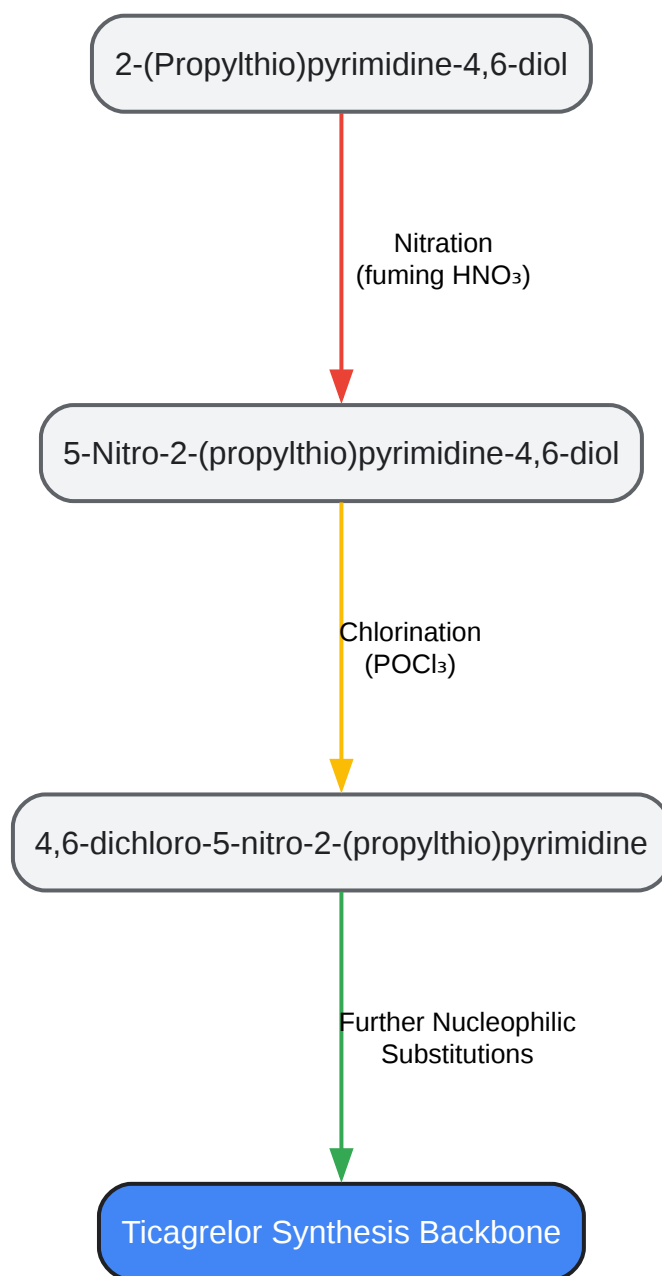 2-(Propylthio)pyrimidine-4,6-diol
Nitration
(fuming HNO₃)
5-Nitro-2-(propylthio)pyrimidine-4,6-diol
Chlorination
(POCl₃)
4,6-dichloro-5-nitro-2-(propylthio)pyrimidine
Further Nucleophilic
Substitutions
Ticagrelor Synthesis Backbone